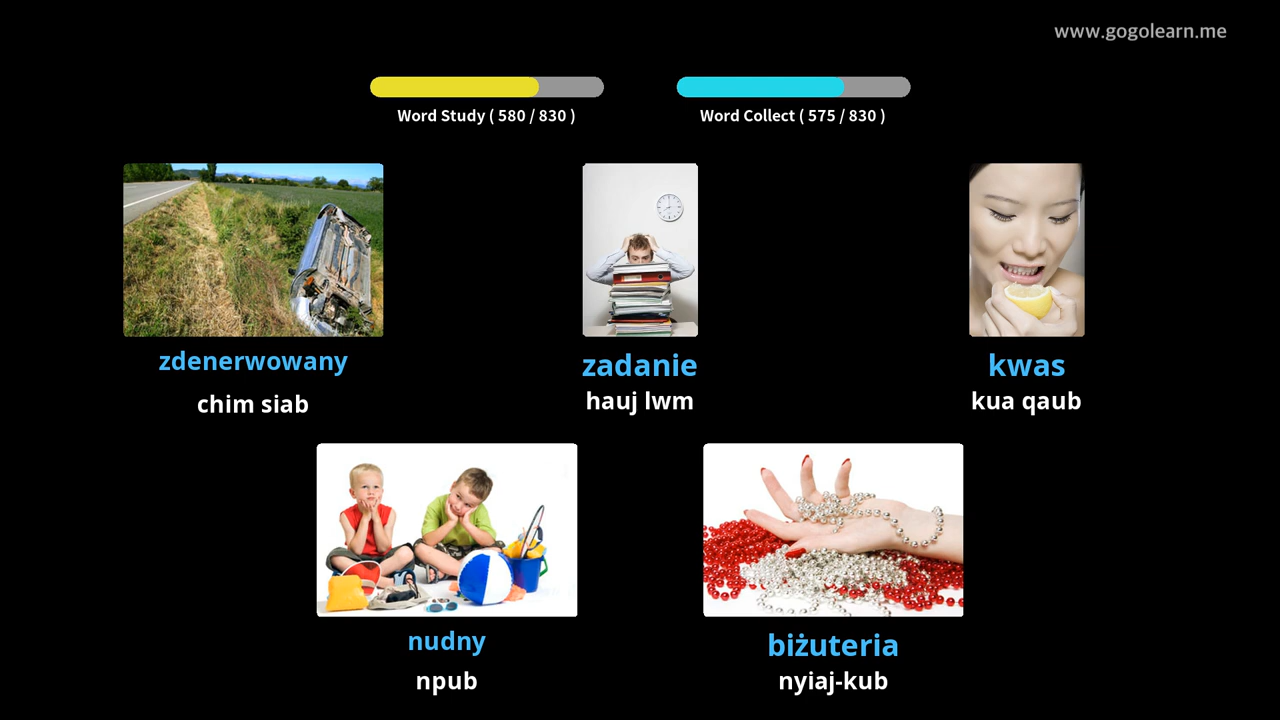 www.gogolearn.me
Word Study ( 580 / 830 )
Word Collect ( 575 / 830 )
zdenerwowany
chim siab
zadanie
hauj lwm
kwas
kua qaub
nudny
npub
biżuteria
nyiaj-kub